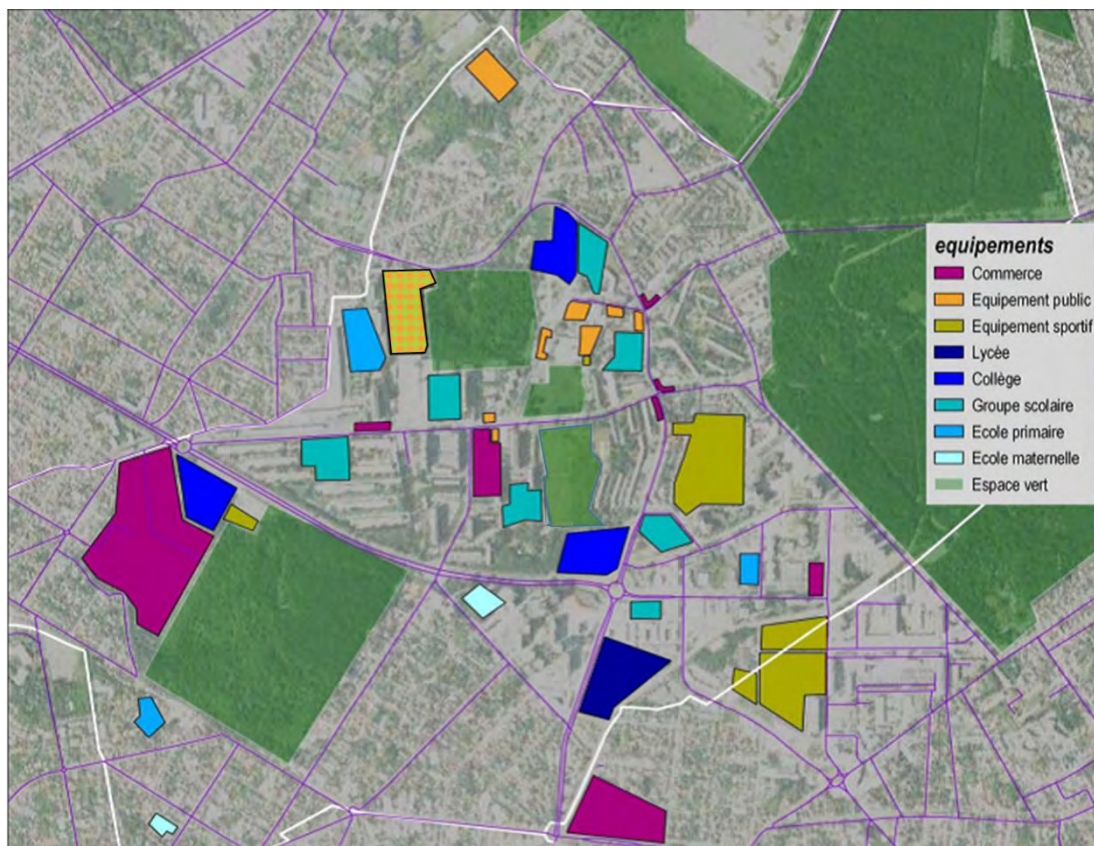 equipements
Commerce
Equipement public
Equipement sportif
Lycée
Collège
Groupe scolaire
Ecole primaire
Ecole maternelle
Espace vert